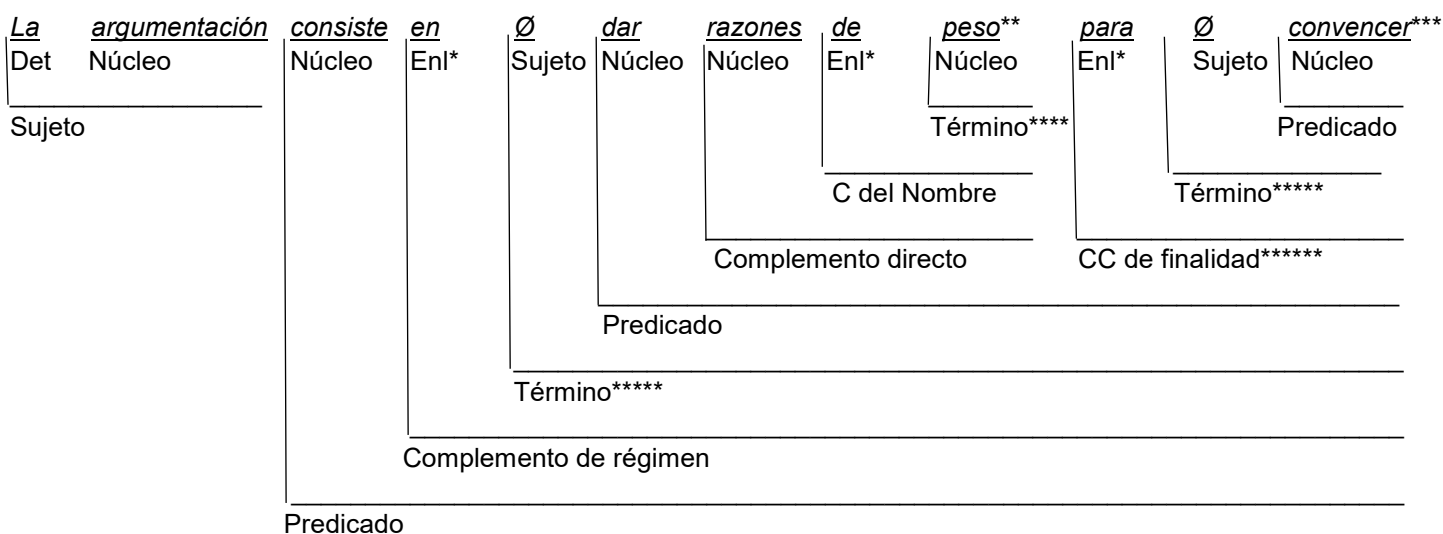 La argumentación consiste en Ø dar razones de peso** para Ø convencer***
Det Núcleo Núcleo Enl* Sujeto Núcleo Núcleo Enl* Núcleo Enl* Sujeto Núcleo
Sujeto Término**** Predicado
C del Nombre Término*****
Complemento directo CC de finalidad******
Predicado
Término*****
Complemento de régimen
Predicado